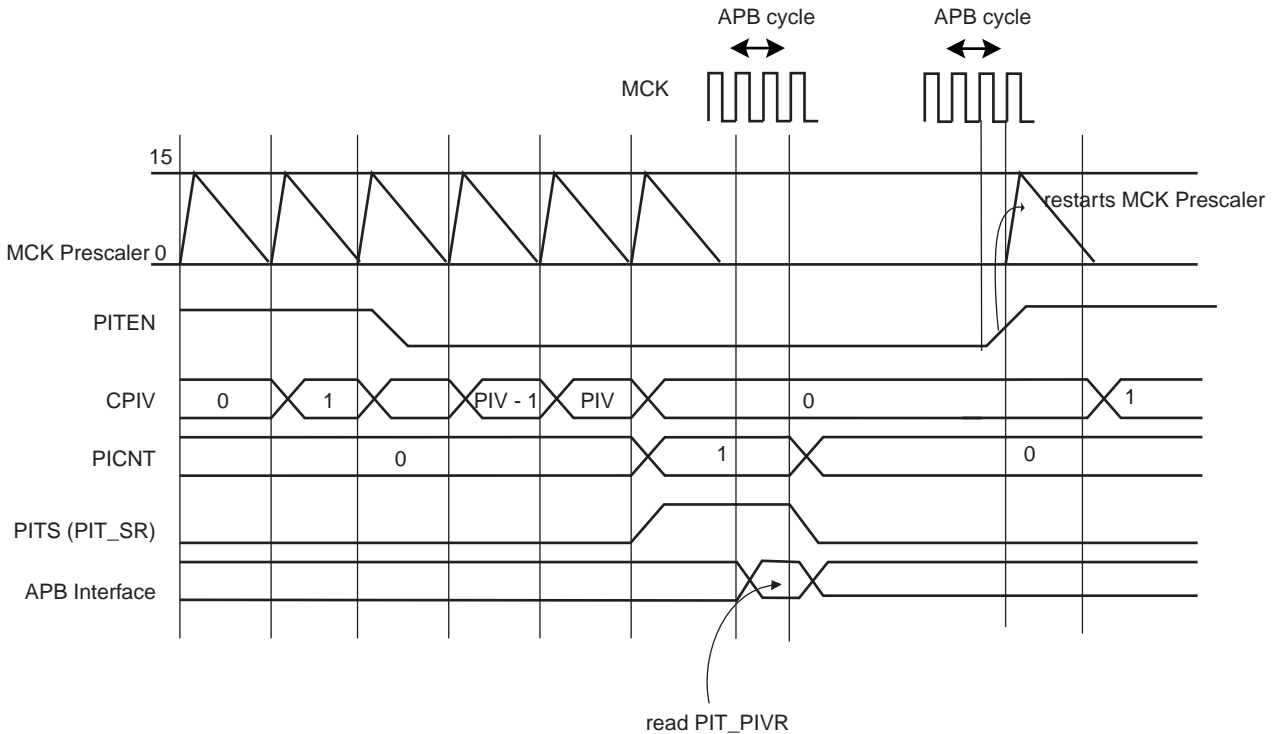 APB cycle
APB cycle
MCK
15
restarts MCK Prescaler
MCK Prescaler 0
PITEN
CPIV
0
1
PIV - 1
PIV
0
1
PICNT
0
1
0
PITS (PIT_SR)
APB Interface
read PIT_PIVR